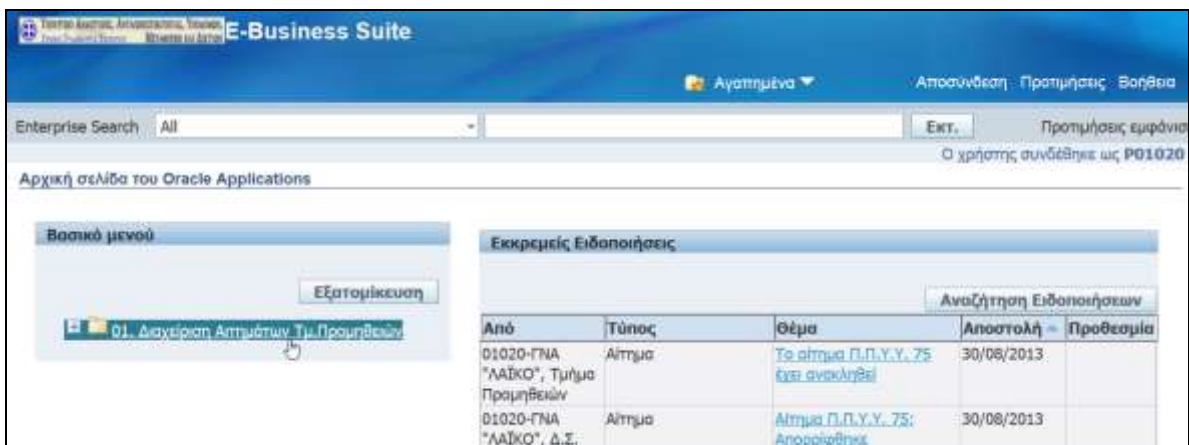 E-Business Suite
Αγαπημένα
Αποσύνδεση Προτιμήσεις Βοήθεια
Enterprise Search All Εκτ. Προτιμήσεις εμφάνισ
Ο χρήστης συνδέθηκε ως P01020
Αρχική σελίδα του Oracle Applications
Βασικό μενού
Εξατομίκευση
01. Διαχείριση Αιτημάτων Τμ.Προμηθειών
Εκκρεμείς Ειδοποιήσεις
Αναζήτηση Ειδοποιήσεων
Από Τύπος Θέμα Αποστολή Προθεσμία
01020-ΓΝΑ Αίτημα Το αίτημα Π.Π.Υ.Υ. 75 30/08/2013
"ΛΑΪΚΟ", Τμήμα έχει ανακληθεί
Προμηθειών
01020-ΓΝΑ Αίτημα Αίτημα Π.Π.Υ.Υ. 75: 30/08/2013
"ΛΑΪΚΟ", Δ.Σ. Απορρίφθηκε